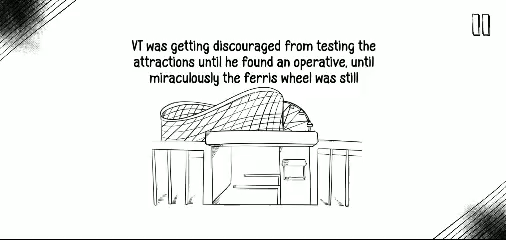 VT was getting discouraged from testing the
attractions until he found an operative, until
miraculously the ferris wheel was still